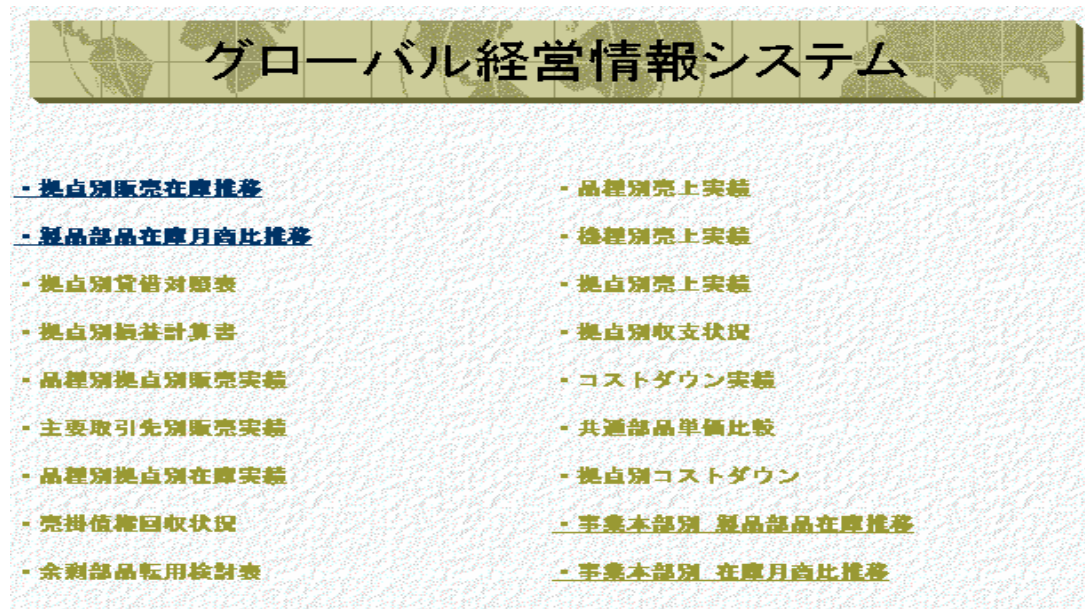 グローバル経営情報システム
・拠点別販売在庫推移
・製品部品在庫月商比推移
・拠点別貸借対照表
・拠点別損益計算書
・品種別拠点別販売実績
・主要取引先別販売実績
・品種別拠点別在庫実績
・売掛債権回収状況
・余剰部品転用検討表
・品種別売上実績
・機種別売上実績
・拠点別売上実績
・拠点別収支状況
・コストダウン実績
・共通部品単価比較
・拠点別コストダウン
・事業本部別 製品部品在庫推移
・事業本部別 在庫月商比推移